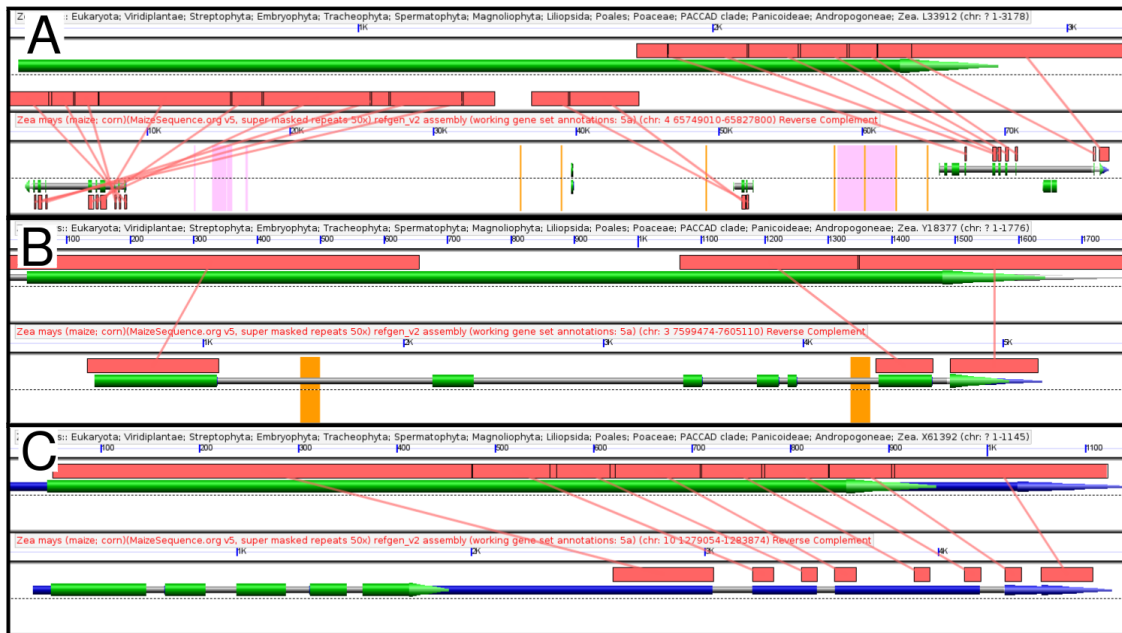 A
Ze : Eukaryota; Viridiplantae; Streptophyta; Embryophyta; Tracheophyta; Spermatophyta; Magnoliophyta; Liliopsida; Poales; Poaceae; PACCAD clade; Panicoideae; Andropogoneae; Zea. L33912 (chr: ? 1-3178)
1K 2K 3K
Zea mays (maize; corn)(MaizeSequence.org v5, super masked repeats 50x) refgen_v2 assembly (working gene set annotations: 5a) (chr: 4 65749010-65827800) Reverse Complement
10K 20K 30K 40K 50K 60K 70K
B
s:: Eukaryota; Viridiplantae; Streptophyta; Embryophyta; Tracheophyta; Spermatophyta; Magnoliophyta; Liliopsida; Poales; Poaceae; PACCAD clade; Panicoideae; Andropogoneae; Zea. Y18377 (chr: ? 1-1776)
100 200 300 400 500 600 700 800 900 1K 1100 1200 1300 1400 1500 1600 1700
Zea mays (maize; corn)(MaizeSequence.org v5, super masked repeats 50x) refgen_v2 assembly (working gene set annotations: 5a) (chr: 3 7599474-7605110) Reverse Complement
1K 2K 3K 4K 5K
C
s:: Eukaryota; Viridiplantae; Streptophyta; Embryophyta; Tracheophyta; Spermatophyta; Magnoliophyta; Liliopsida; Poales; Poaceae; PACCAD clade; Panicoideae; Andropogoneae; Zea. X61392 (chr: ? 1-1145)
100 200 300 400 500 600 700 800 900 1K 1100
Zea mays (maize; corn)(MaizeSequence.org v5, super masked repeats 50x) refgen_v2 assembly (working gene set annotations: 5a) (chr: 10 1279054-1283874) Reverse Complement
1K 2K 3K 4K